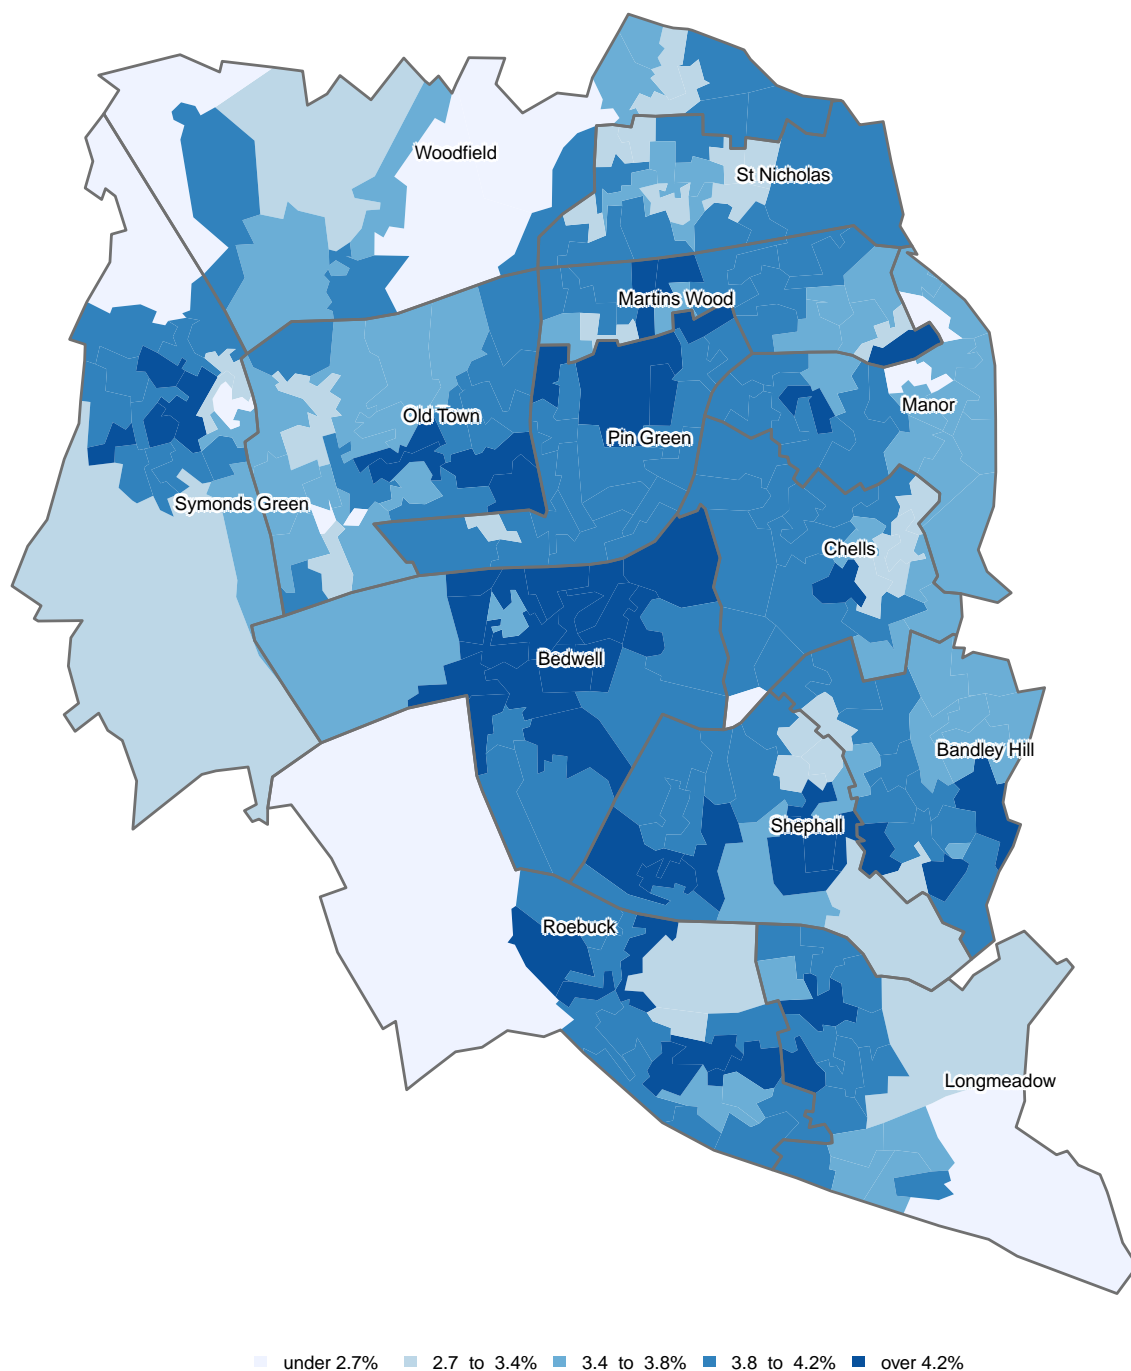 Woodfield
St Nicholas
Martins Wood
Manor
Old Town
Pin Green
Symonds Green
Chells
Bedwell
Bandley Hill
Shephall
Roebuck
Longmeadow
under 2.7% 2.7 to 3.4% 3.4 to 3.8% 3.8 to 4.2% over 4.2%